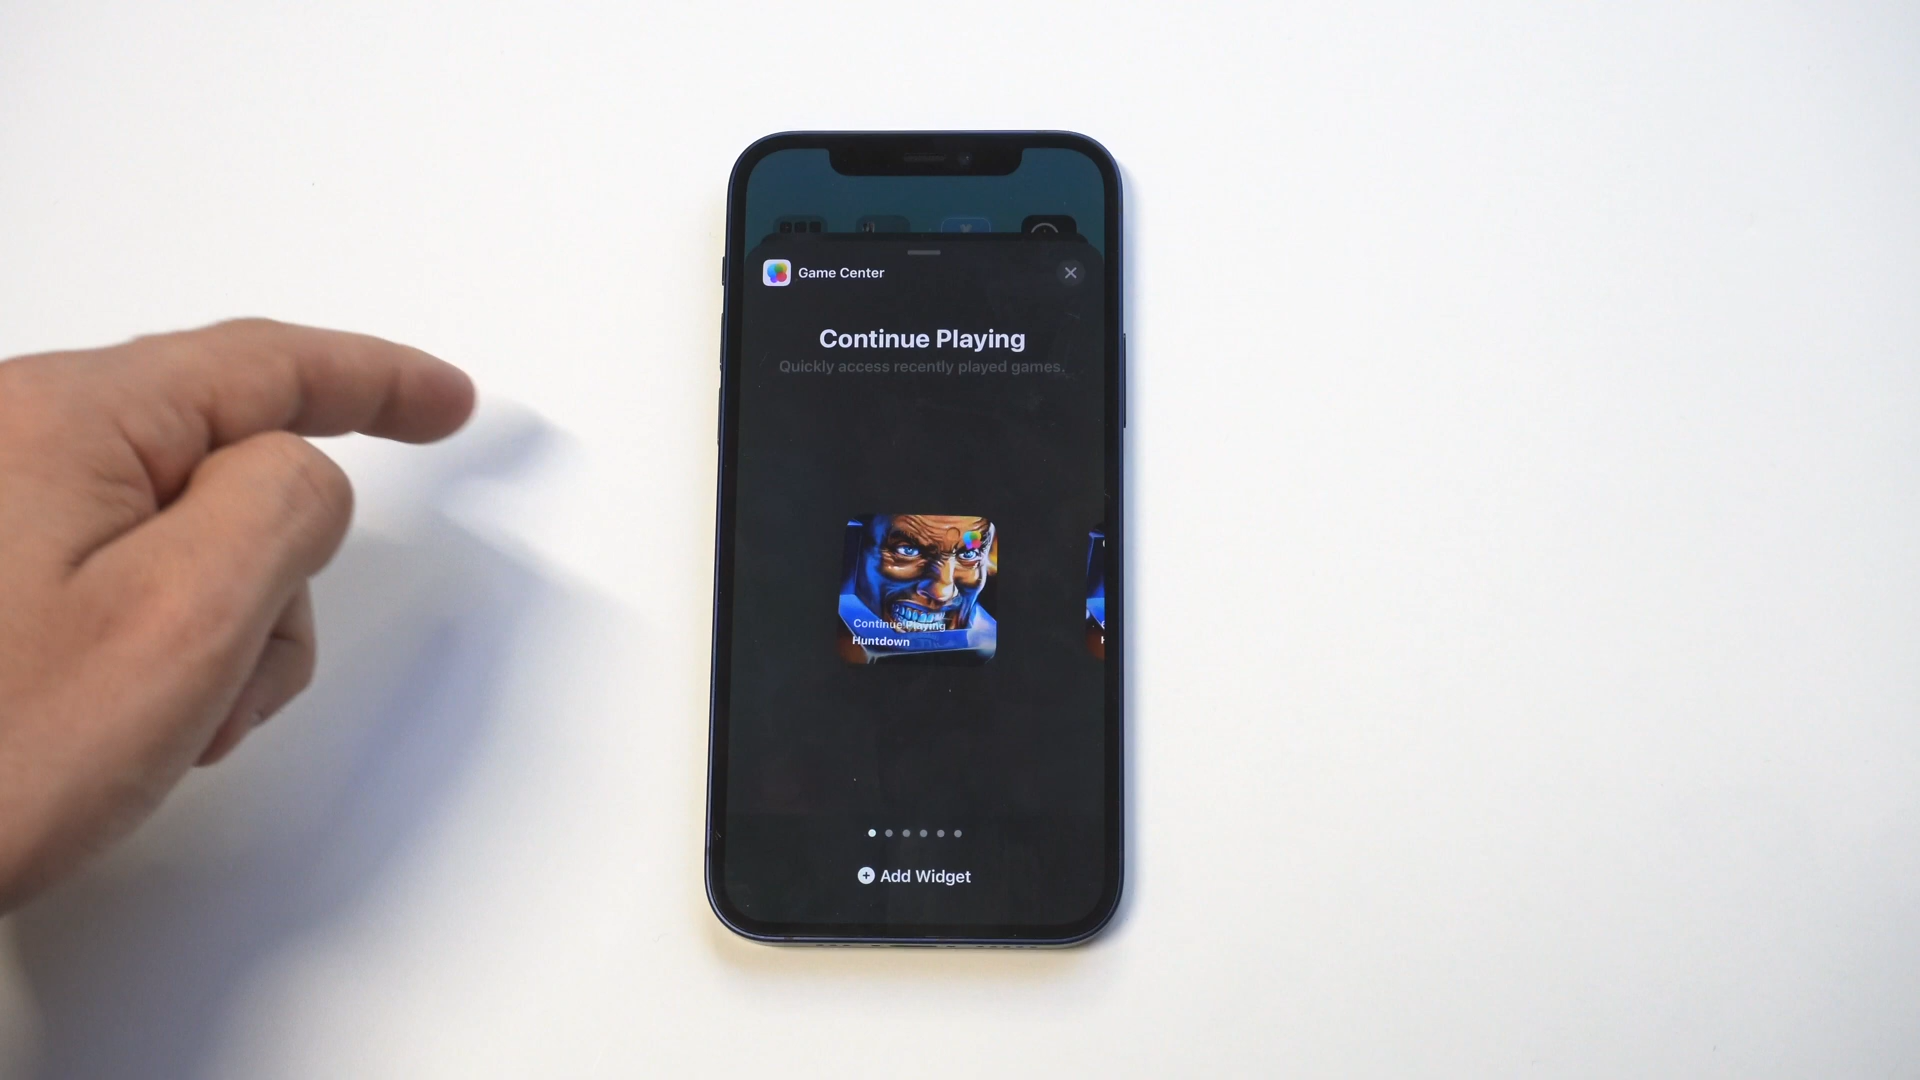 Game Center
Continue Playing
Quickly access recently played games.
Continue Playing
Huntdown
Add Widget